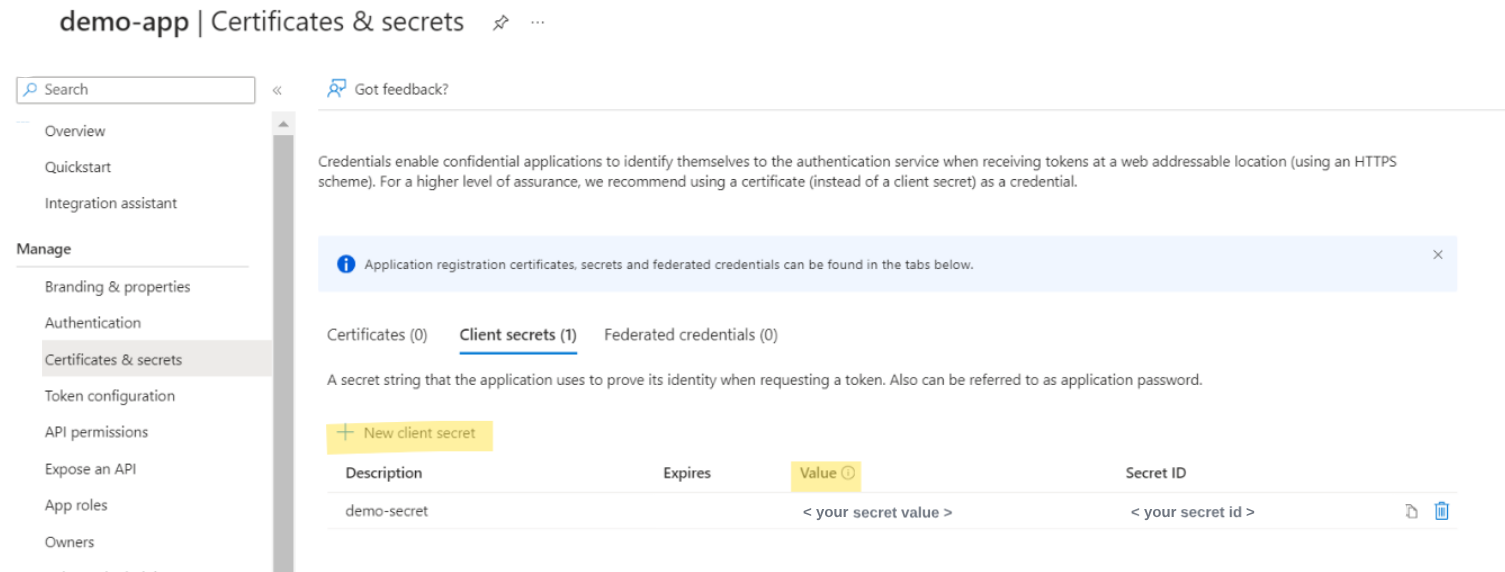 demo-app | Certificates & secrets
Search
Got feedback?
Overview
Quickstart
Integration assistant
Manage
Branding & properties
Authentication
Certificates & secrets
Token configuration
API permissions
Expose an API
App roles
Owners
Credentials enable confidential applications to identify themselves to the authentication service when receiving tokens at a web addressable location (using an HTTPS
scheme). For a higher level of assurance, we recommend using a certificate (instead of a client secret) as a credential.
Application registration certificates, secrets and federated credentials can be found in the tabs below.
Certificates (0) Client secrets (1) Federated credentials (0)
A secret string that the application uses to prove its identity when requesting a token. Also can be referred to as application password.
New client secret
Description Expires Value Secret ID
demo-secret < your secret value > < your secret id >